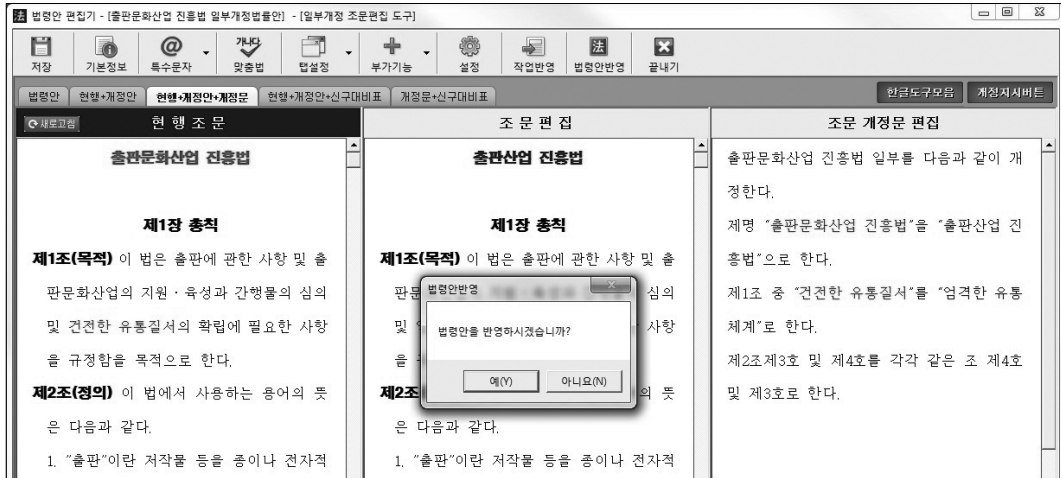 法 법령안 편집기 - [출판문화산업 진흥법 일부개정법률안] - [일부개정 조문편집 도구]
저장 기본정보 특수문자 맞춤법 탭설정 부가기능 설정 작업반영 법령안반영 끝내기
법령안 현행+개정안 현행+개정안+개정문 현행+개정안+신구대비표 개정문+신구대비표 한글도구모음 개정지시버튼
새로고침 현 행 조 문
출판문화산업 진흥법
제1장 총칙
제1조(목적) 이 법은 출판에 관한 사항 및 출
판문화산업의 지원ㆍ육성과 간행물의 심의
및 건전한 유통질서의 확립에 필요한 사항
을 규정함을 목적으로 한다.
제2조(정의) 이 법에서 사용하는 용어의 뜻
은 다음과 같다.
1. "출판"이란 저작물 등을 종이나 전자적
조 문 편 집
출판산업 진흥법
제1장 총칙
제1조(목적) 이 법은 출판에 관한 사항 및 출
판문 심의
및 사항
을
제2조 의 뜻
은 다음과 같다.
1. "출판"이란 저작물 등을 종이나 전자적
법령안반영
법령안을 반영하시겠습니까?
예(Y) 아니요(N)
조문 개정문 편집
출판문화산업 진흥법 일부를 다음과 같이 개
정한다.
제명 "출판문화산업 진흥법"을 "출판산업 진
흥법"으로 한다.
제1조 중 "건전한 유통질서"를 "엄격한 유통
체계"로 한다.
제2조제3호 및 제4호를 각각 같은 조 제4호
및 제3호로 한다.